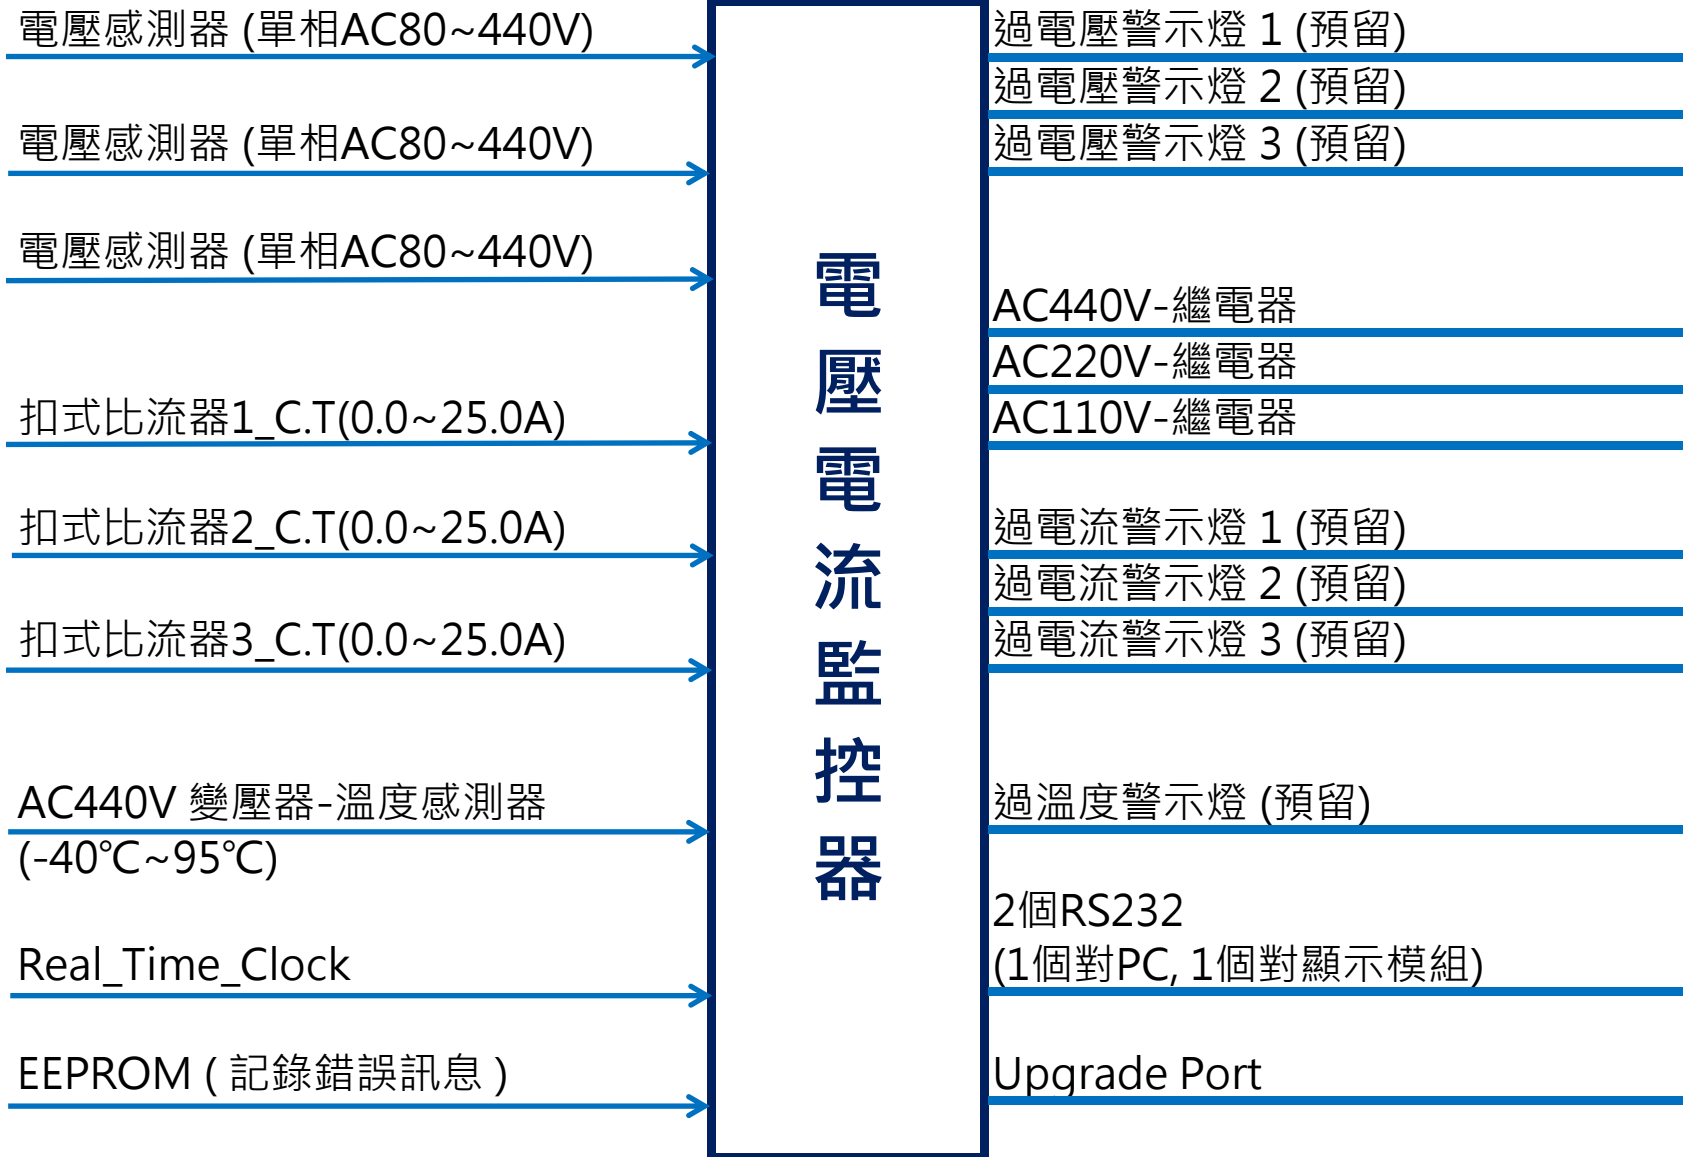 電壓感測器 (單相AC80~440V)
電壓感測器 (單相AC80~440V)
電壓感測器 (單相AC80~440V)
扣式比流器1_C.T(0.0~25.0A)
扣式比流器2_C.T(0.0~25.0A)
扣式比流器3_C.T(0.0~25.0A)
AC440V 變壓器-溫度感測器
(-40℃~95℃)
Real_Time_Clock
EEPROM ( 記錄錯誤訊息 )
電壓電流監控器
過電壓警示燈 1 (預留)
過電壓警示燈 2 (預留)
過電壓警示燈 3 (預留)
AC440V-繼電器
AC220V-繼電器
AC110V-繼電器
過電流警示燈 1 (預留)
過電流警示燈 2 (預留)
過電流警示燈 3 (預留)
過溫度警示燈 (預留)
2個RS232
(1個對PC, 1個對顯示模組)
Upgrade Port